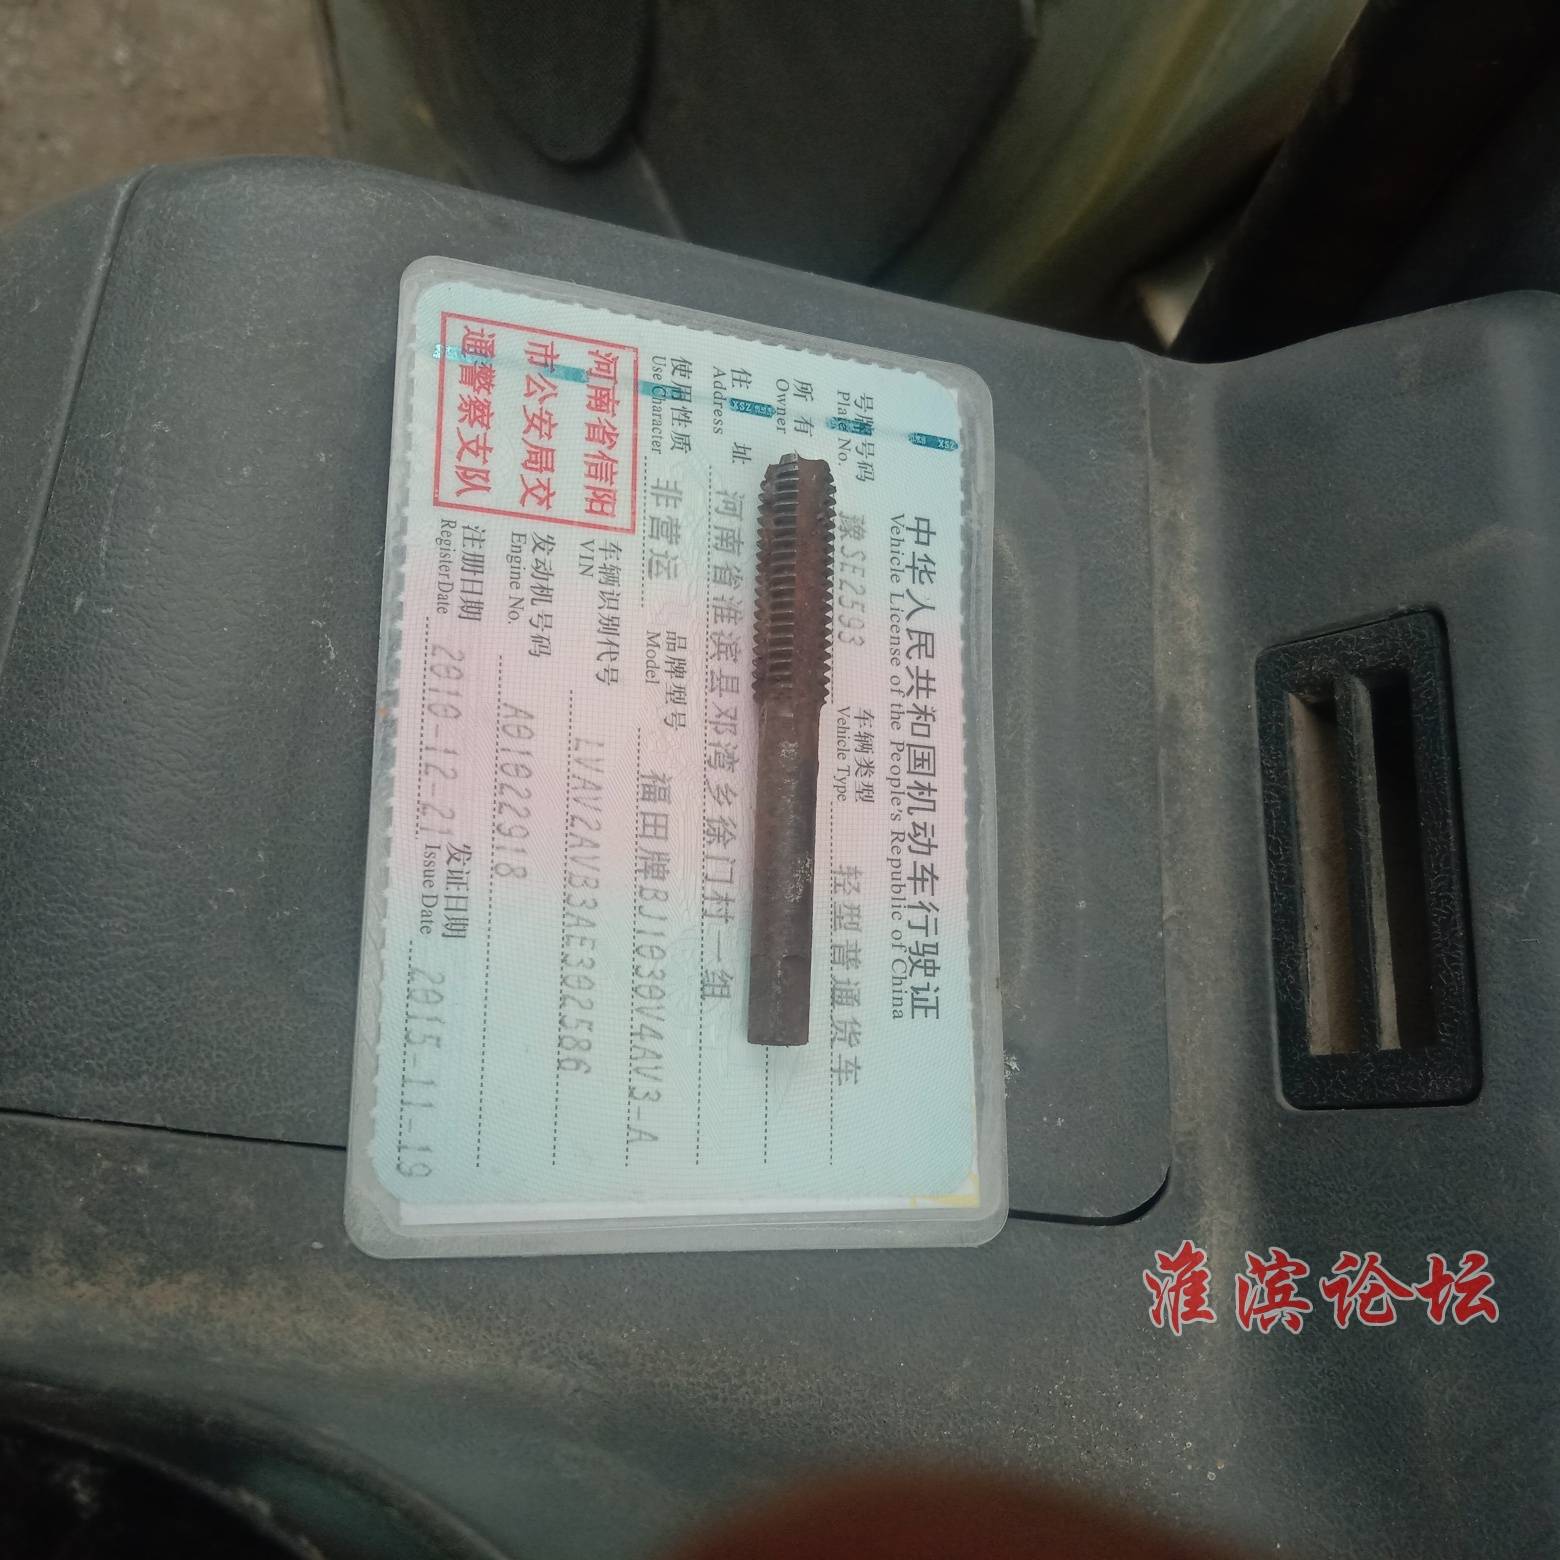 中华人民共和国机动车行驶证
Vehicle License of the People's Republic of China
号牌号码 豫SE2593 车辆类型 轻型普通货车
Plate No. Vehicle Type
所有
Owner
住址 河南省淮滨县邓湾乡徐门村一组
Address
使用性质 非营运 品牌型号 福田牌BJ1030V4AV3-A
Use Character Model
河南省信阳
市公安局交
通警察支队
车辆识别代号 LVAV2AVB3AE302586
VIN
发动机号码 A01022918
Engine No.
注册日期 2010-12-21 发证日期 2015-11-19
Register Date Issue Date
淮滨论坛